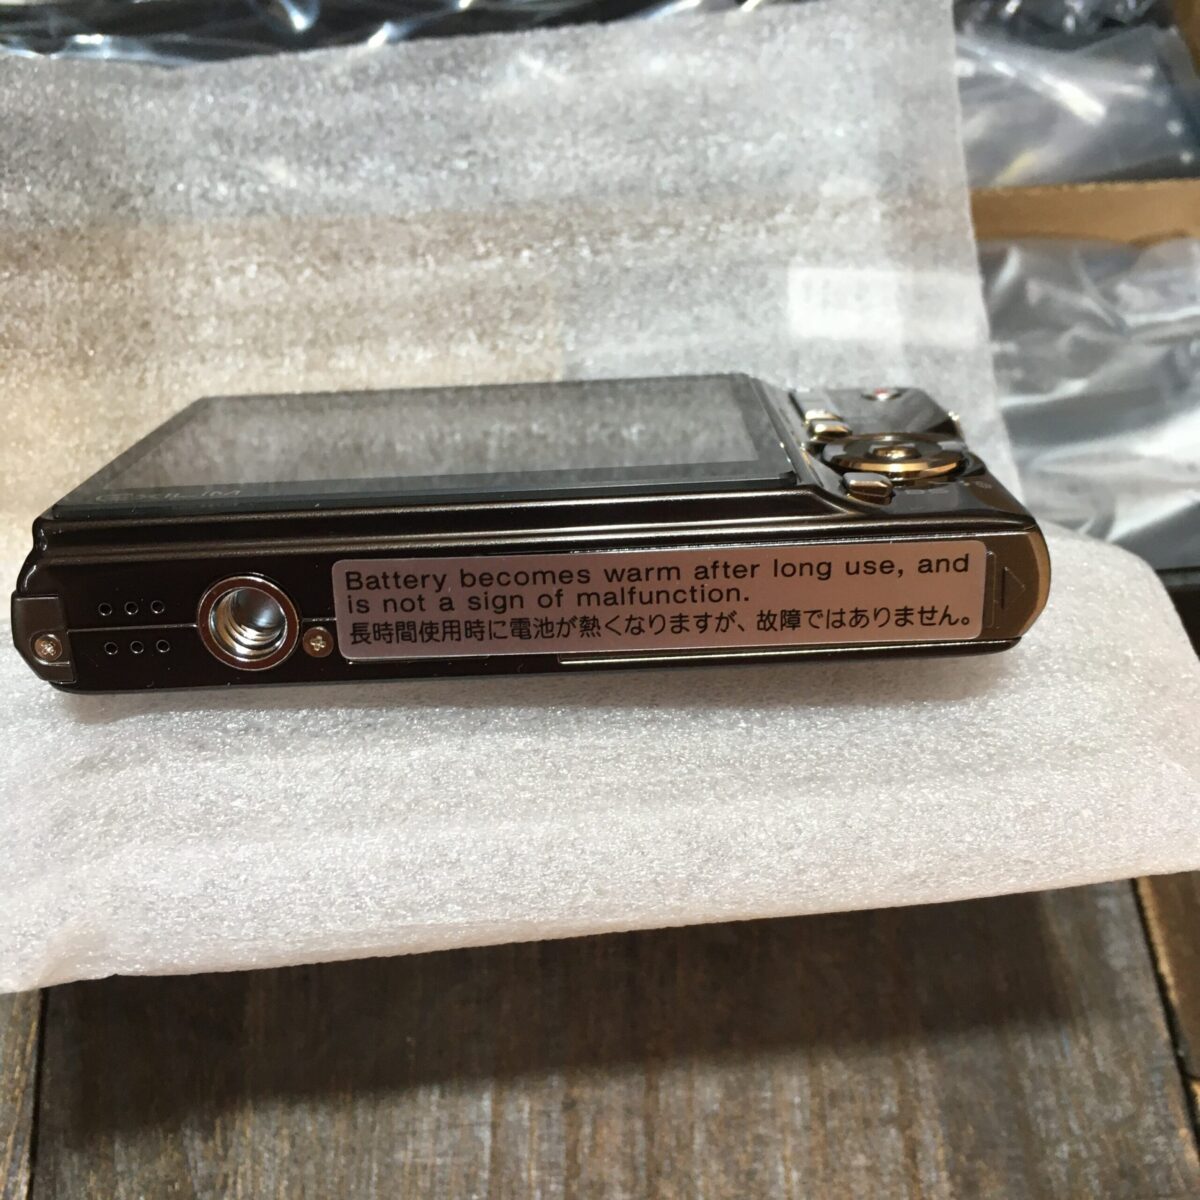 EXILIM
Battery becomes warm after long use, and
is not a sign of malfunction.
長時間使用時に電池が熱くなりますが、故障ではありません。